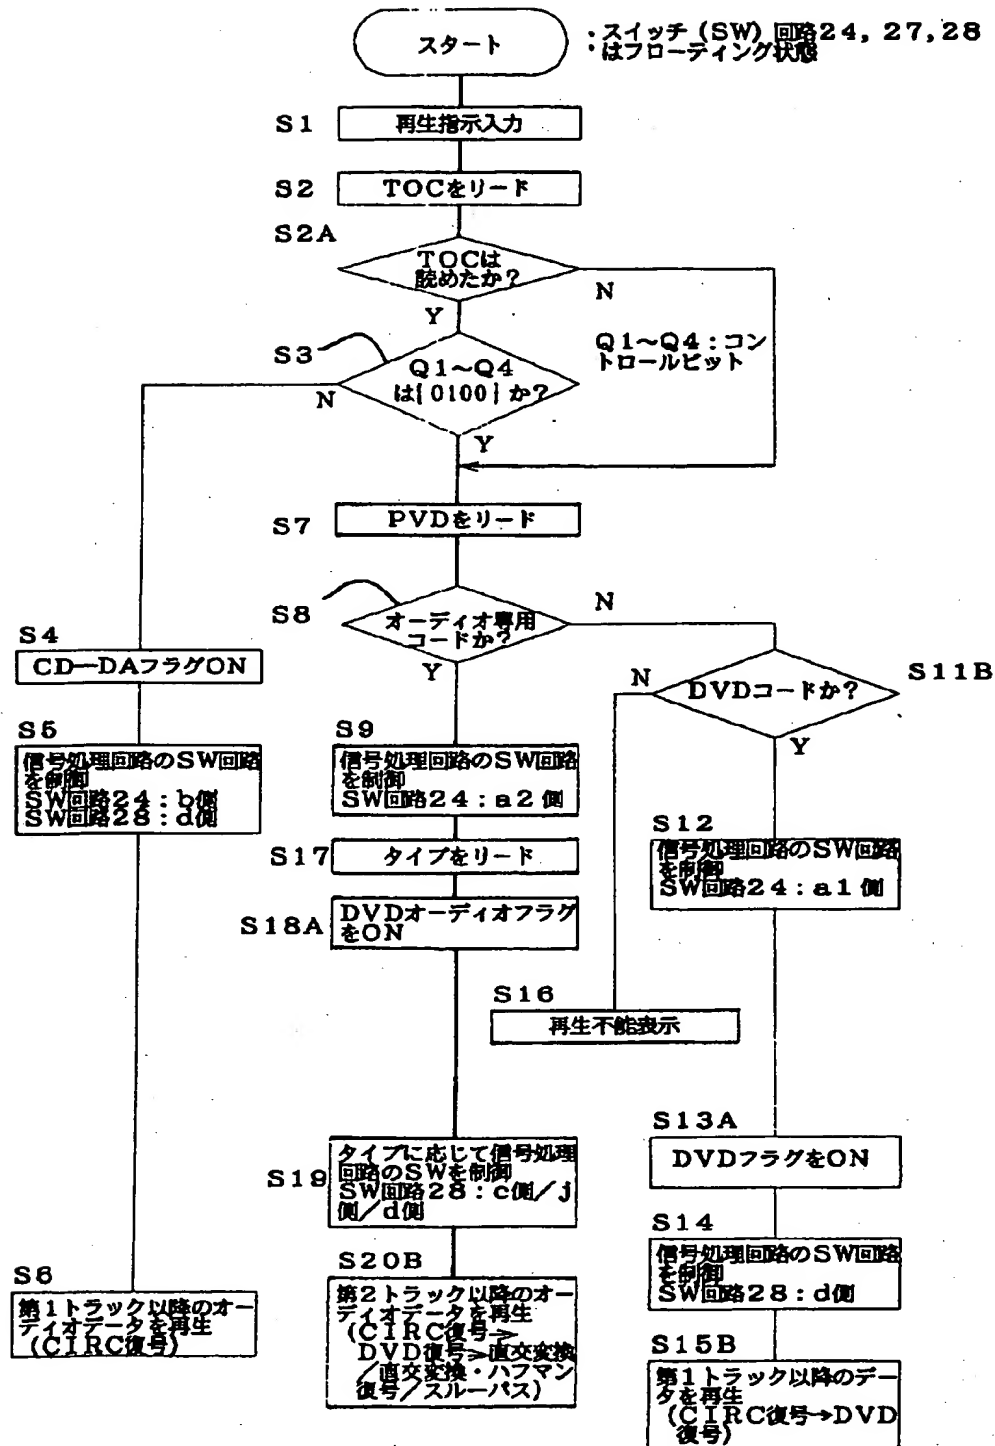 スタート
・スイッチ (SW) 回路24, 27, 28
・はフローティング状態
S1
再生指示入力
S2
TOCをリード
S2A
TOCは
読めたか?
N
Y
Q1～Q4:コン
トロールビット
S3
Q1～Q4
は{0100}か?
N
Y
S7
PVDをリード
S8
オーディオ専用
コードか?
N
Y
S4
CD―DAフラグON
DVDコードか?
S11B
N
Y
S5
信号処理回路のSW回路
を制御
SW回路24:b側
SW回路28:d側
S9
信号処理回路のSW回路
を制御
SW回路24:a2側
S12
信号処理回路のSW回路
を制御
SW回路24:a1側
S17
タイプをリード
S18A
DVDオーディオフラグ
をON
S16
再生不能表示
S13A
DVDフラグをON
S19
タイプに応じて信号処理
回路のSWを制御
SW回路28:c側/j
側/d側
S14
信号処理回路のSW回路
を制御
SW回路28:d側
S6
第1トラック以降のオー
ディオデータを再生
(CIRC復号)
S20B
第2トラック以降のオー
ディオデータを再生
(CIRC復号→
DVD復号→直交変換
/直交変換・ハフマン
復号/スルーパス)
S15B
第1トラック以降のデー
タを再生
(CIRC復号→DVD
復号)